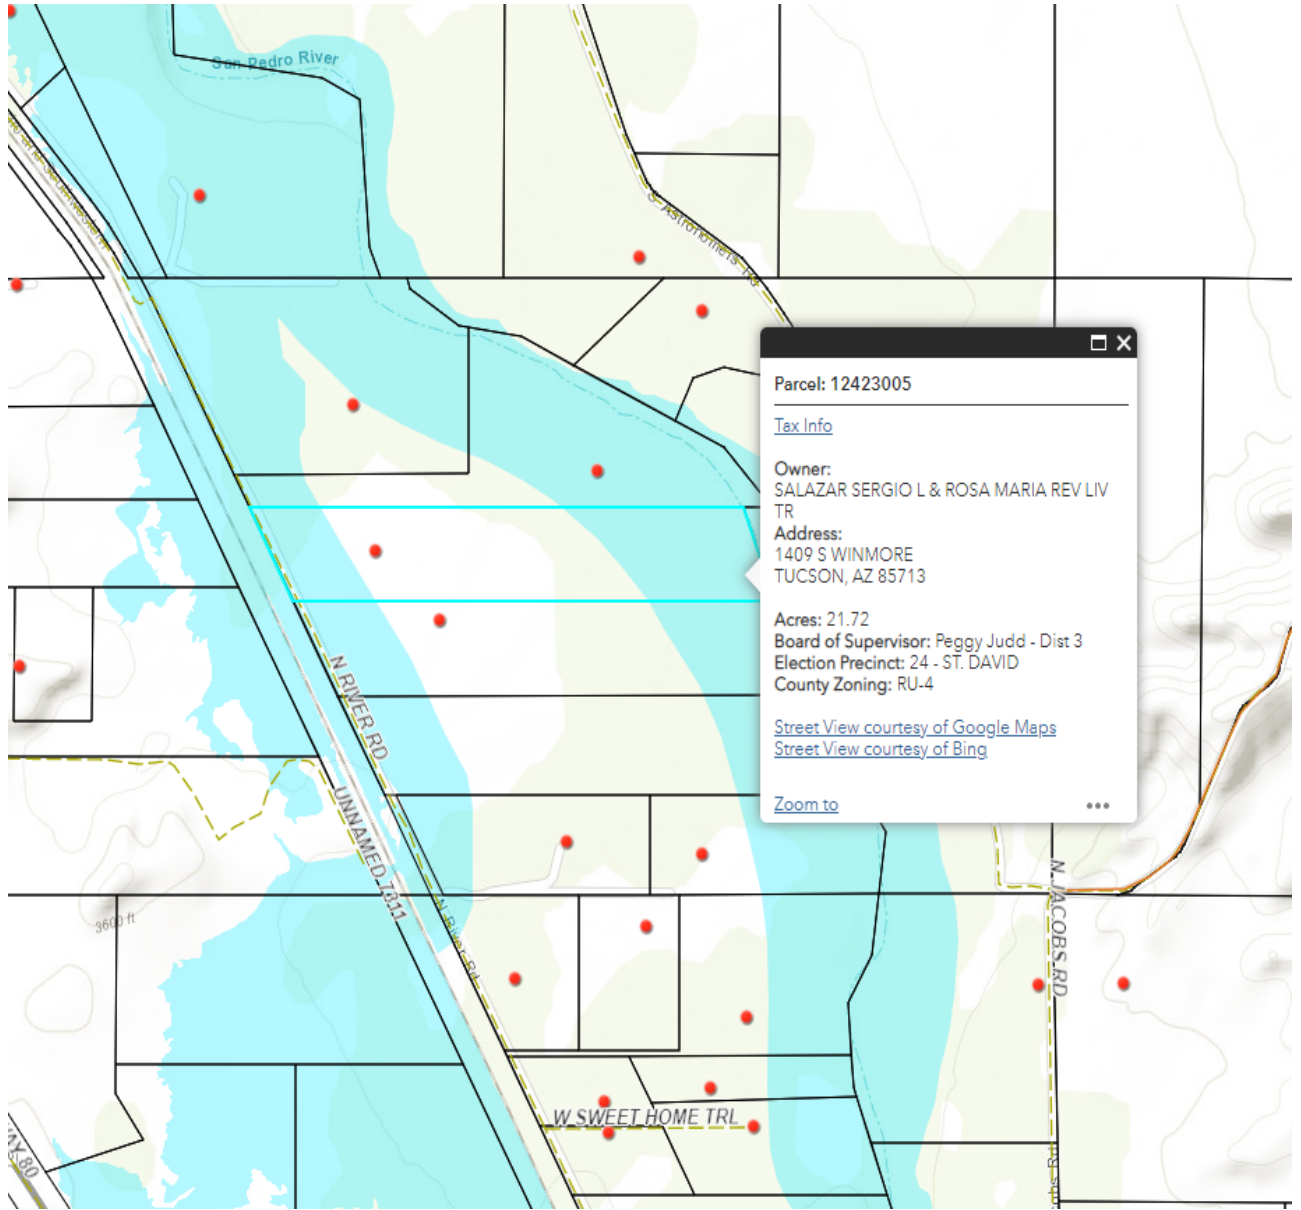 San Pedro River
S Astronomers Rd
Parcel: 12423005
Tax Info
Owner:
SALAZAR SERGIO L & ROSA MARIA REV LIV
TR
Address:
1409 S WINMORE
TUCSON, AZ 85713
Acres: 21.72
Board of Supervisor: Peggy Judd - Dist 3
Election Precinct: 24 - ST. DAVID
County Zoning: RU-4
Street View courtesy of Google Maps
Street View courtesy of Bing
Zoom to
N RIVER RD
UNNAMED 7311
N River Rd
3600 ft
N JACOBS RD
W SWEET HOME TRL
80